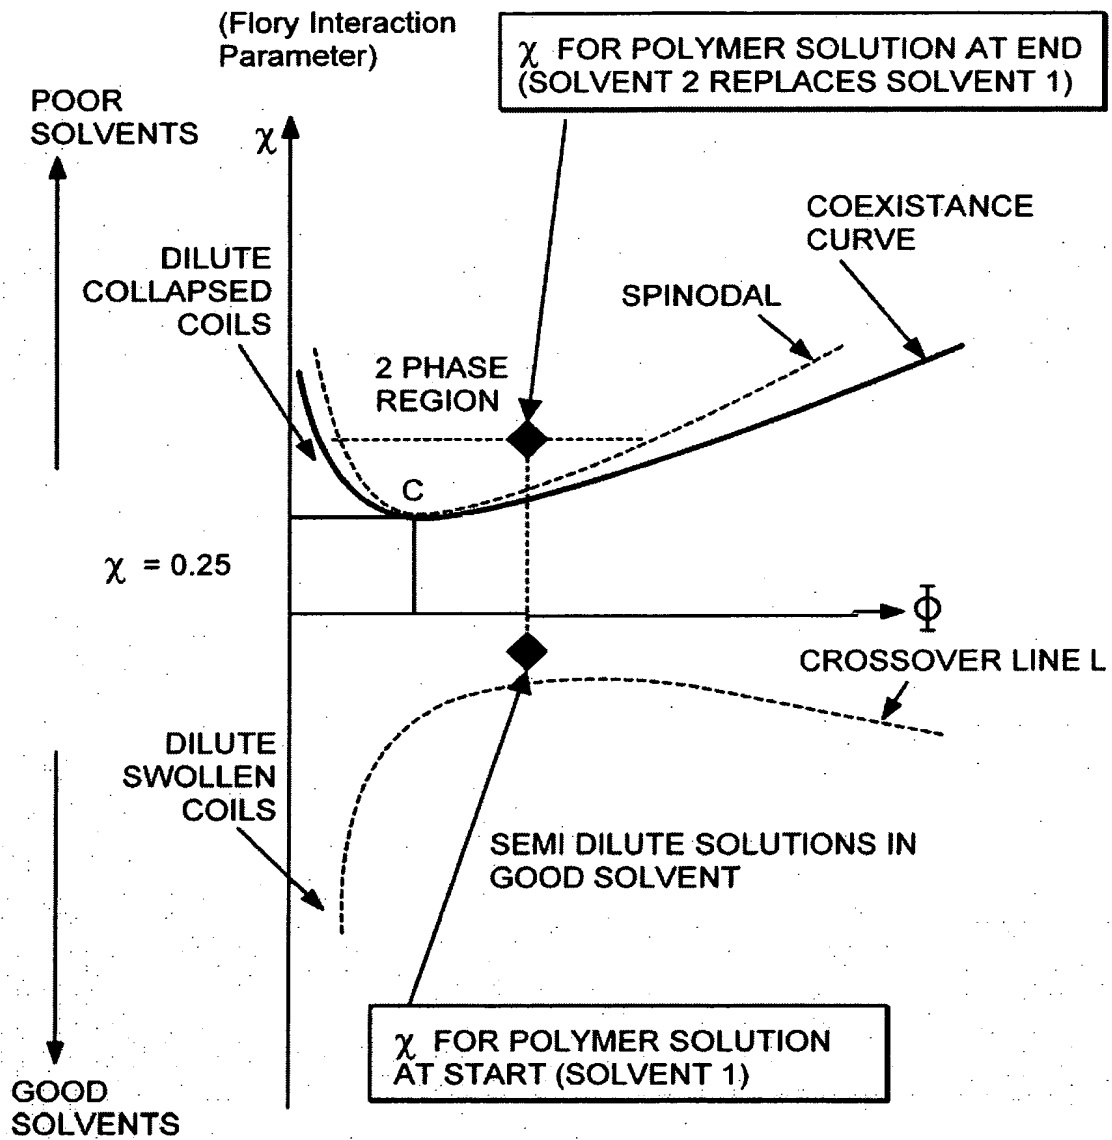 (Flory Interaction
Parameter)
χ FOR POLYMER SOLUTION AT END
(SOLVENT 2 REPLACES SOLVENT 1)
POOR
SOLVENTS
χ
COEXISTANCE
CURVE
DILUTE
COLLAPSED
COILS
SPINODAL
2 PHASE
REGION
C
χ = 0.25
Φ
CROSSOVER LINE L
DILUTE
SWOLLEN
COILS
SEMI DILUTE SOLUTIONS IN
GOOD SOLVENT
χ FOR POLYMER SOLUTION
AT START (SOLVENT 1)
GOOD
SOLVENTS